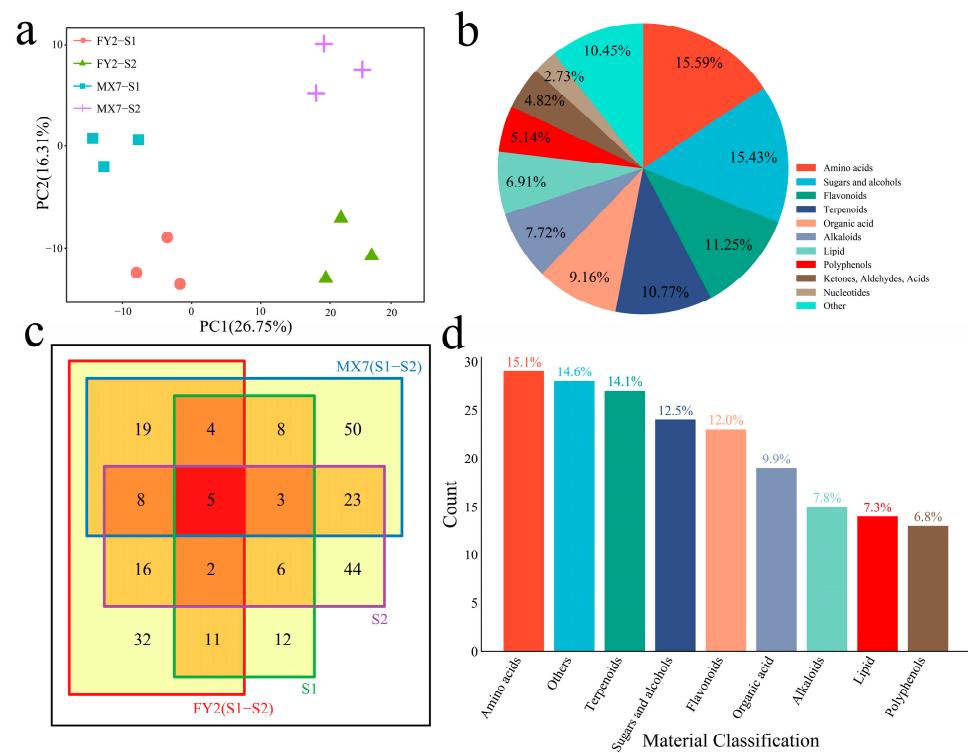 a
FY2−S1
FY2−S2
MX7−S1
MX7−S2
10
0
−10
PC2(16.31%)
−10
0
10
20
20
PC1(26.75%)
b
15.59%
15.43%
11.25%
10.77%
9.16%
7.72%
6.91%
5.14%
4.82%
2.73%
10.45%
Amino acids
Sugars and alcohols
Flavonoids
Terpenoids
Organic acid
Alkaloids
Lipid
Polyphenols
Ketones, Aldehydes, Acids
Nucleotides
Other
c
MX7(S1−S2)
19 4 8 50
8 5 3 23
16 2 6 44
S2
32 11 12
S1
FY2(S1−S2)
d
30
25
20
15
10
5
0
Count
15.1%
14.6%
14.1%
12.5%
12.0%
9.9%
7.8%
7.3%
6.8%
Amino acids
Others
Terpenoids
Sugars and alcohols
Flavonoids
Organic acid
Alkaloids
Lipid
Polyphenols
Material Classification